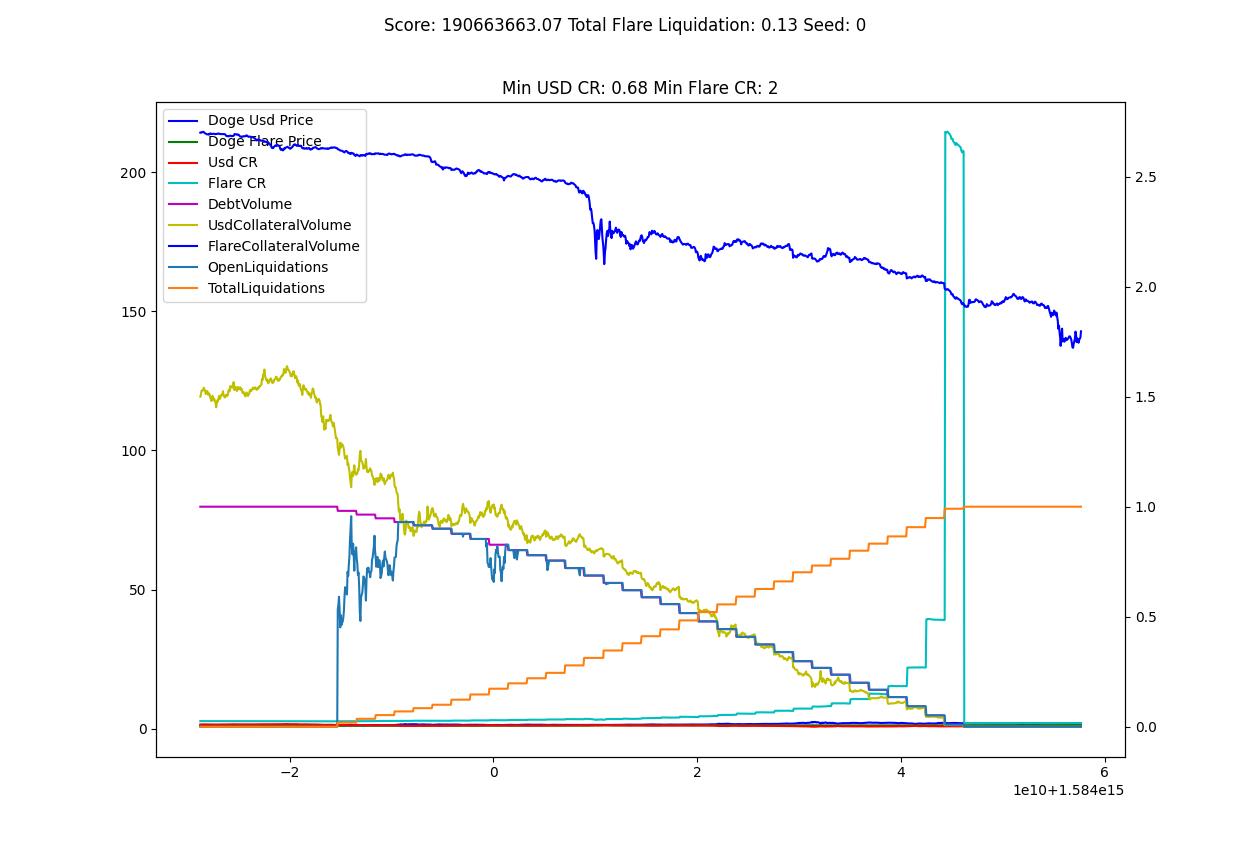 Score: 190663663.07 Total Flare Liquidation: 0.13 Seed: 0
Min USD CR: 0.68 Min Flare CR: 2
Doge Usd Price
Doge Flare Price
Usd CR
Flare CR
DebtVolume
UsdCollateralVolume
FlareCollateralVolume
OpenLiquidations
TotalLiquidations
200
150
100
50
0
2.5
2.0
1.5
1.0
0.5
0.0
−2
0
2
4
6
1e10+1.584e15